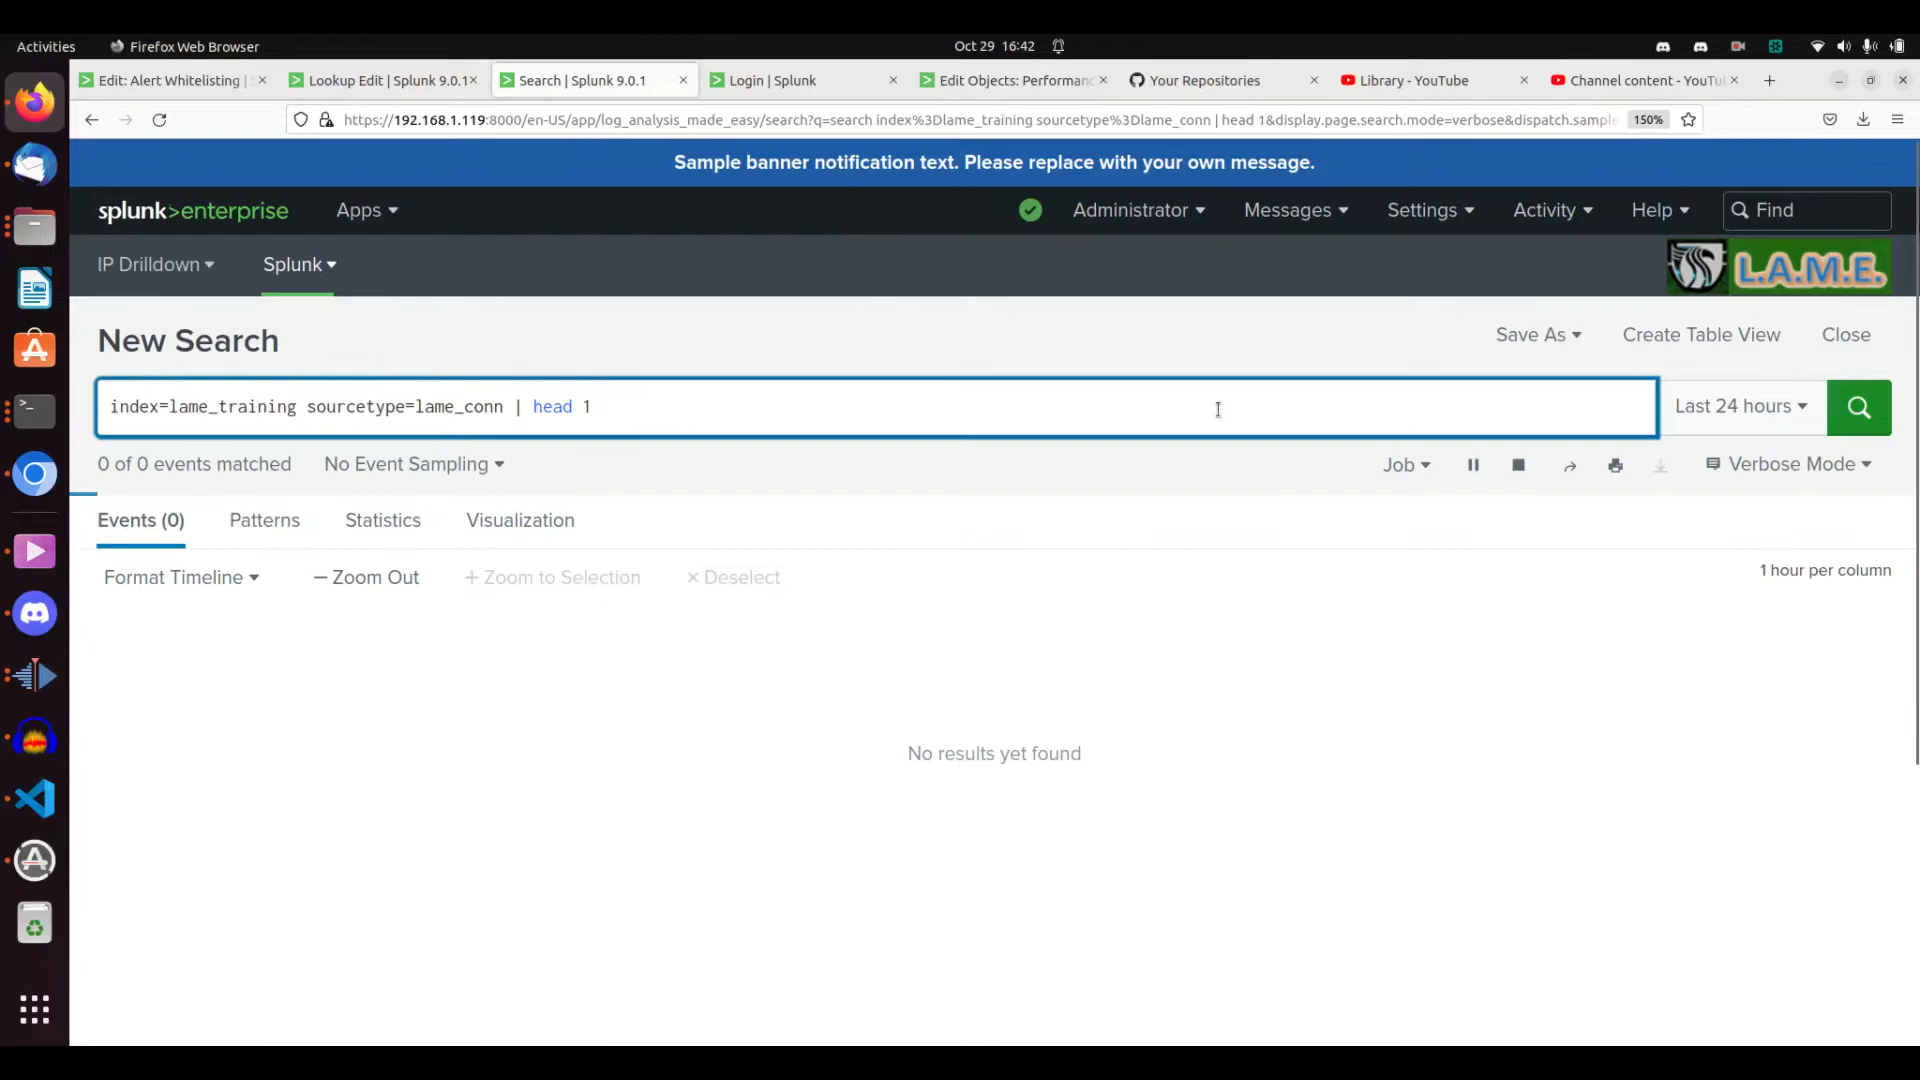 Activities Firefox Web Browser Oct 29 16:42
Edit: Alert Whitelisting | Lookup Edit | Splunk 9.0.1 Search | Splunk 9.0.1 Login | Splunk Edit Objects: Performan Your Repositories Library - YouTube Channel content - YouTu
https://192.168.1.119:8000/en-US/app/log_analysis_made_easy/search?q=search index%3Dlame_training sourcetype%3Dlame_conn | head 1&display.page.search.mode=verbose&dispatch.sample 150%
Sample banner notification text. Please replace with your own message.
splunk>enterprise Apps Administrator Messages Settings Activity Help Find
IP Drilldown Splunk L.A.M.E.
New Search Save As Create Table View Close
index=lame_training sourcetype=lame_conn | head 1 Last 24 hours
0 of 0 events matched No Event Sampling Job Verbose Mode
Events (0) Patterns Statistics Visualization
Format Timeline — Zoom Out + Zoom to Selection × Deselect 1 hour per column
No results yet found